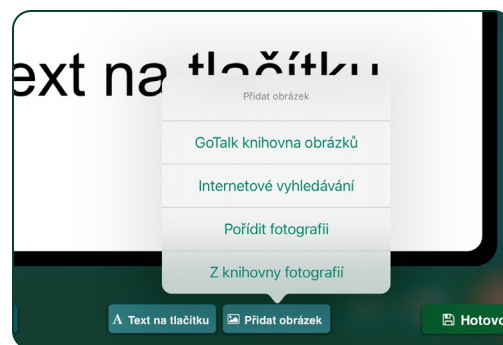 ext na tlačítku
Přidat obrázek
GoTalk knihovna obrázků
Internetové vyhledávání
Pořídit fotografii
Z knihovny fotografií
Text na tlačítku
Přidat obrázek
Hotovo